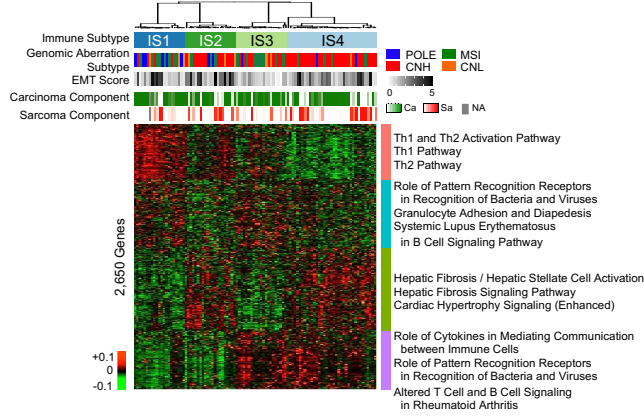 Immune Subtype
IS1 IS2 IS3 IS4
Genomic Aberration
Subtype
POLE MSI
CNH CNL
EMT Score
0 5
Carcinoma Component
Ca Sa NA
Sarcoma Component
2,650 Genes
Th1 and Th2 Activation Pathway
Th1 Pathway
Th2 Pathway
Role of Pattern Recognition Receptors
in Recognition of Bacteria and Viruses
Granulocyte Adhesion and Diapedesis
Systemic Lupus Erythematosus
in B Cell Signaling Pathway
Hepatic Fibrosis / Hepatic Stellate Cell Activation
Hepatic Fibrosis Signaling Pathway
Cardiac Hypertrophy Signaling (Enhanced)
Role of Cytokines in Mediating Communication
between Immune Cells
Role of Pattern Recognition Receptors
in Recognition of Bacteria and Viruses
Altered T Cell and B Cell Signaling
in Rheumatoid Arthritis
+0.1
0
-0.1